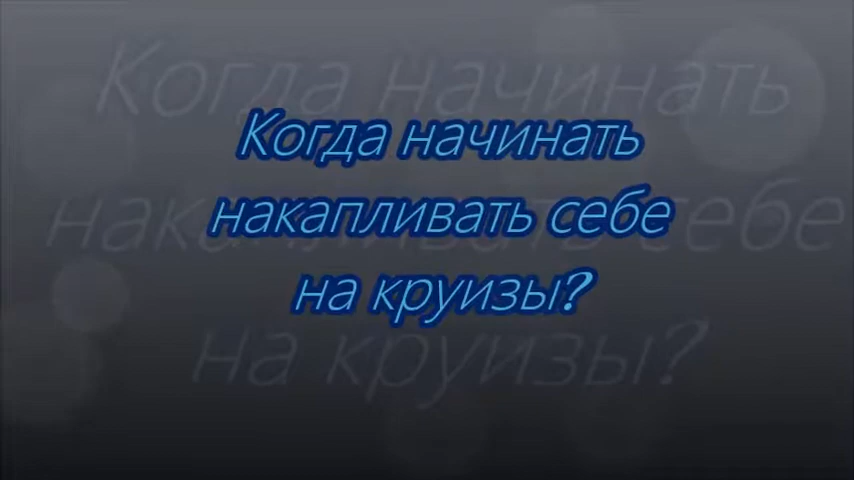 Когда начинать
накапливать себе
на круизы?